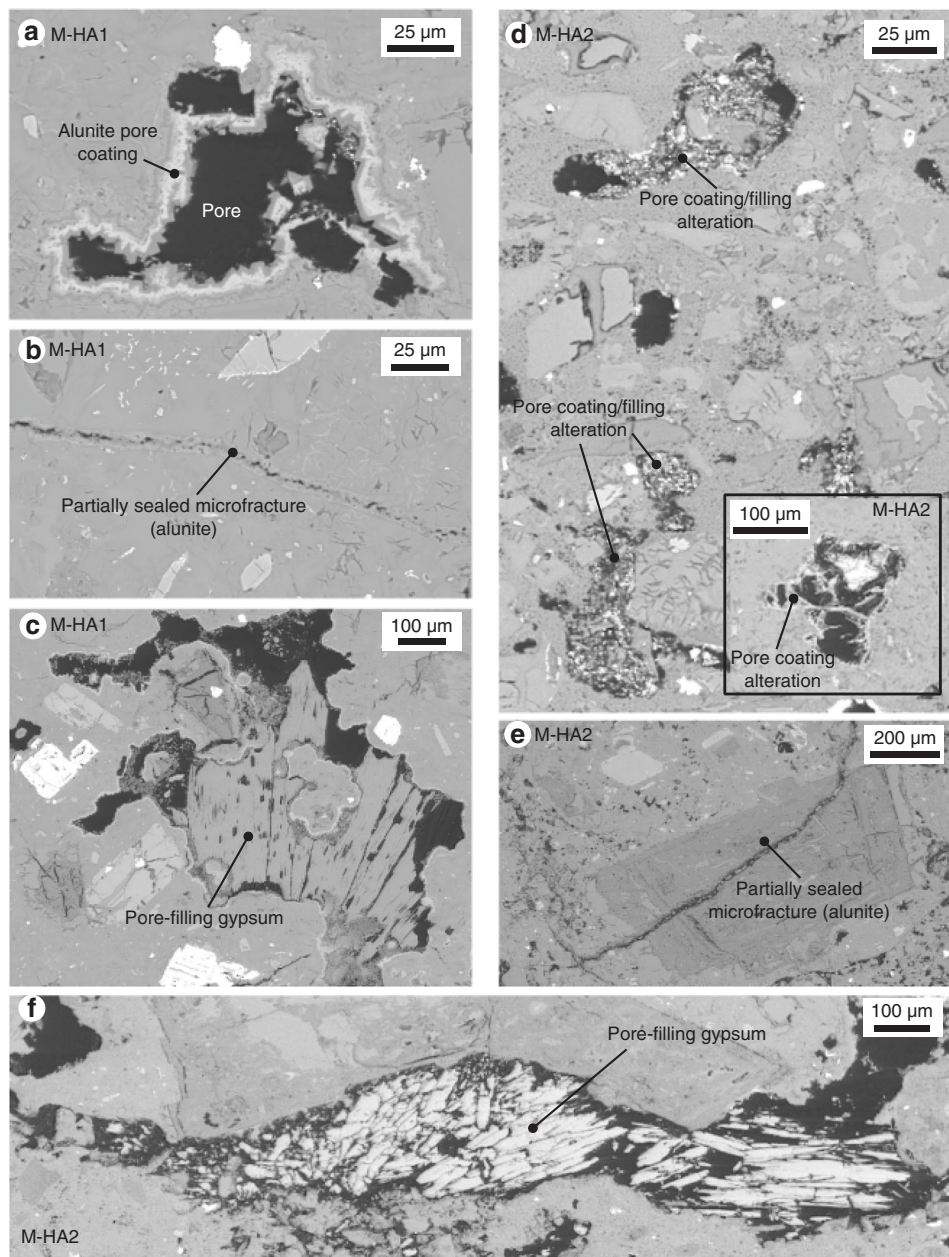 a M-HA1
25 µm
Alunite pore
coating
Pore
b M-HA1
25 µm
Partially sealed microfracture
(alunite)
c M-HA1
100 µm
Pore-filling gypsum
d M-HA2
25 µm
Pore coating/filling
alteration
Pore coating/filling
alteration
100 µm
M-HA2
Pore coating
alteration
e M-HA2
200 µm
Partially sealed
microfracture (alunite)
f
100 µm
Pore-filling gypsum
M-HA2